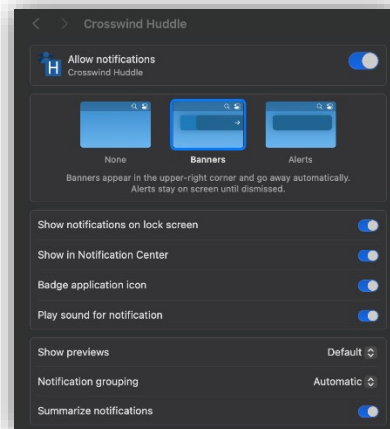 Crosswind Huddle
Allow notifications
Crosswind Huddle
H
None
Banners
Alerts
Banners appear in the upper-right corner and go away automatically.
Alerts stay on screen until dismissed.
Show notifications on lock screen
Show in Notification Center
Badge application icon
Play sound for notification
Show previews Default
Notification grouping Automatic
Summarize notifications